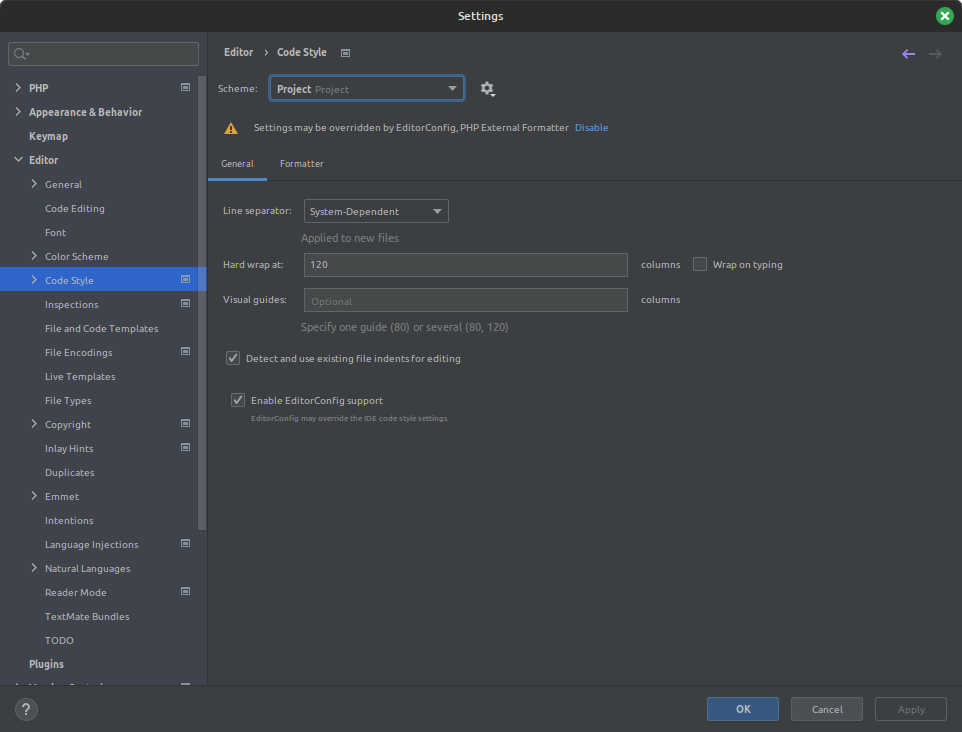 Settings
Editor › Code Style
PHP
Scheme: Project Project
Appearance & Behavior
Keymap
Settings may be overridden by EditorConfig, PHP External Formatter Disable
Editor
General Formatter
General
Code Editing
Line separator: System-Dependent
Font
Applied to new files
Color Scheme
Hard wrap at: 120 columns Wrap on typing
Code Style
Visual guides: Optional columns
Inspections
Specify one guide (80) or several (80, 120)
File and Code Templates
File Encodings
Detect and use existing file indents for editing
Live Templates
File Types
Enable EditorConfig support
EditorConfig may override the IDE code style settings
Copyright
Inlay Hints
Duplicates
Emmet
Intentions
Language Injections
Natural Languages
Reader Mode
TextMate Bundles
TODO
Plugins
? OK Cancel Apply